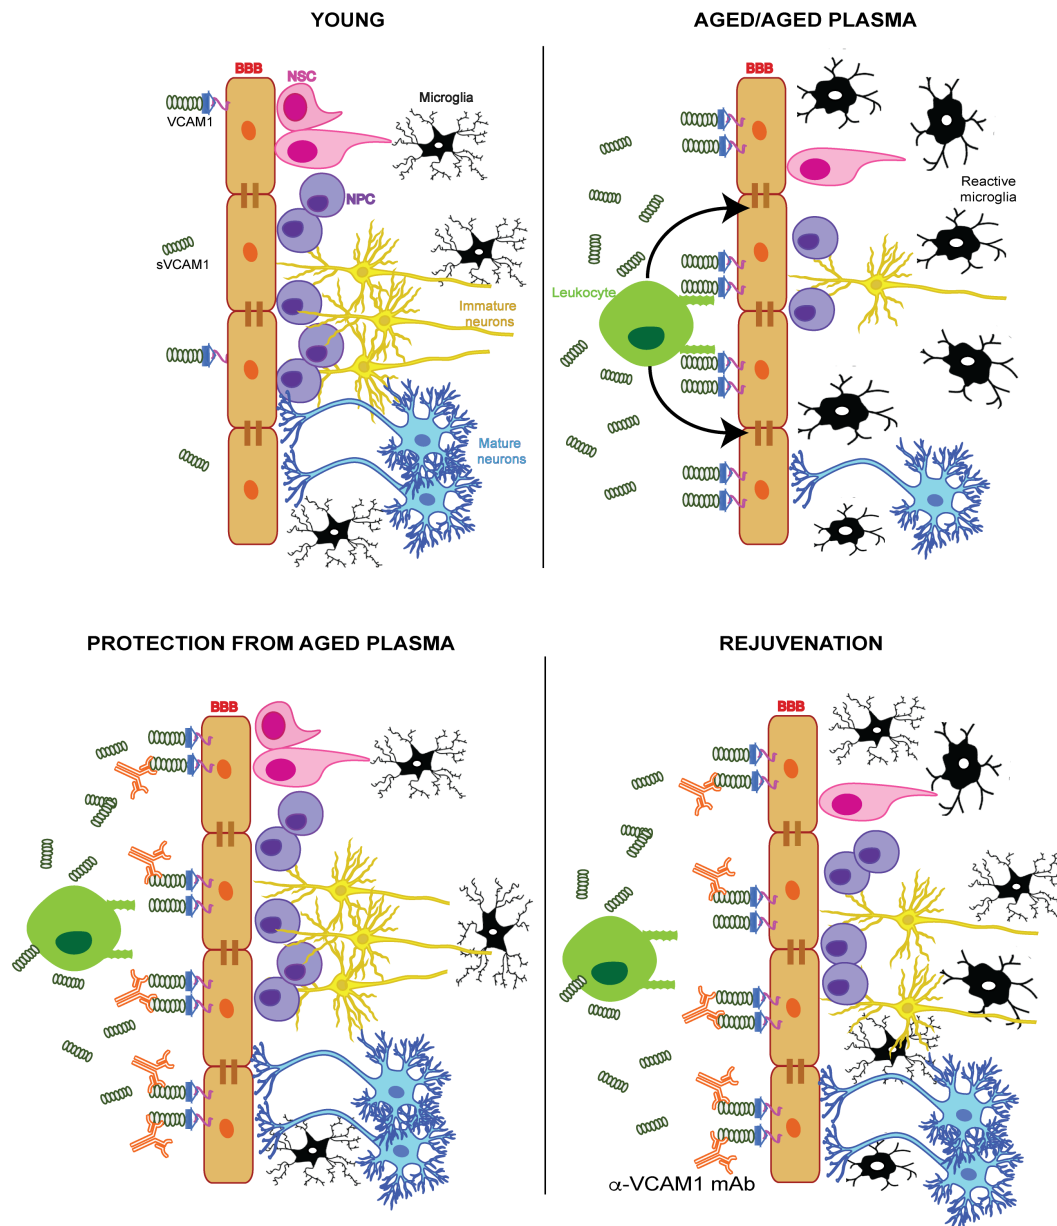 YOUNG
BBB
NSC
VCAM1
Microglia
NPC
sVCAM1
Immature
neurons
Mature
neurons
AGED/AGED PLASMA
BBB
Reactive
microglia
Leukocyte
PROTECTION FROM AGED PLASMA
BBB
REJUVENATION
BBB
α-VCAM1 mAb